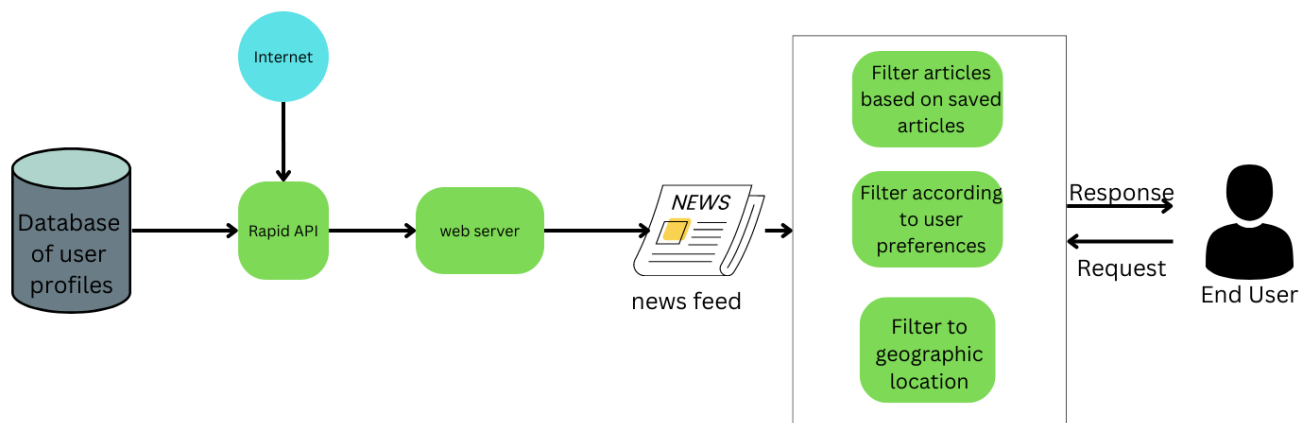 Internet
Database
of user
profiles
Rapid API
web server
NEWS
news feed
Filter articles
based on saved
articles
Filter according
to user
preferences
Filter to
geographic
location
Response
Request
End User